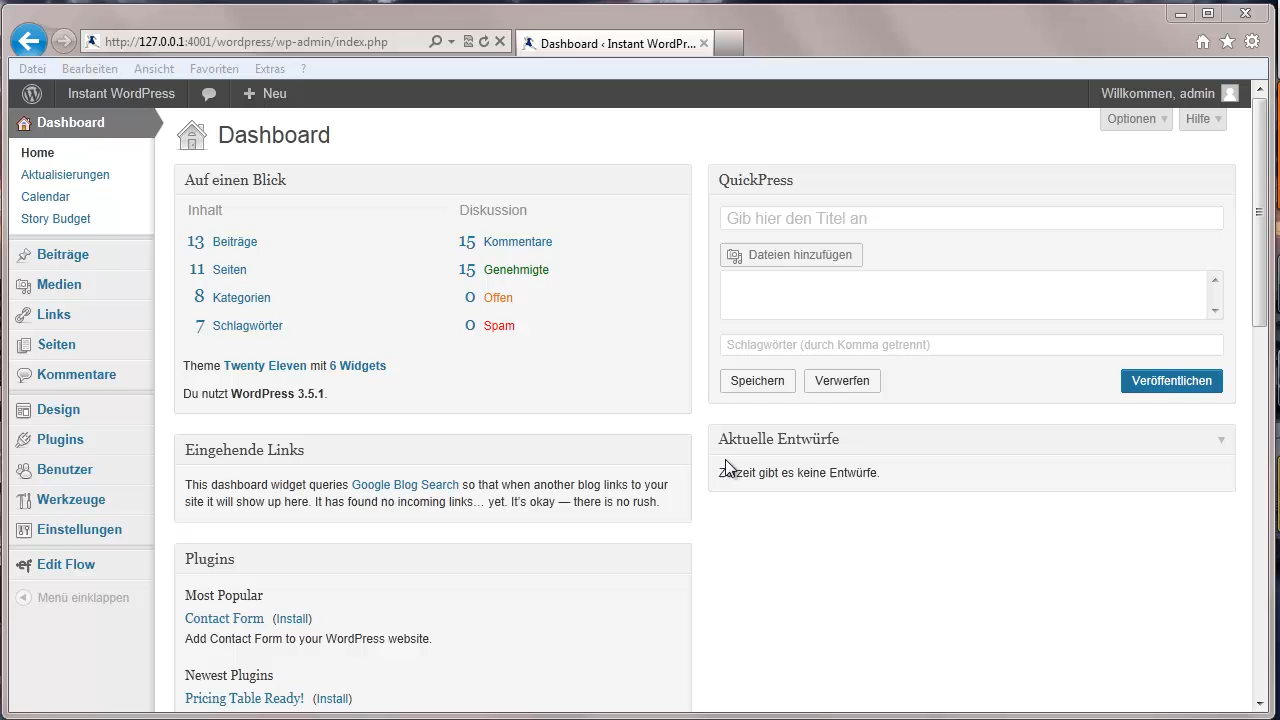 http://127.0.0.1:4001/wordpress/wp-admin/index.php
Dashboard ‹ Instant WordPr...
Datei Bearbeiten Ansicht Favoriten Extras ?
Instant WordPress + Neu Willkommen, admin
Dashboard
Home
Aktualisierungen
Calendar
Story Budget
Beiträge
Medien
Links
Seiten
Kommentare
Design
Plugins
Benutzer
Werkzeuge
Einstellungen
Edit Flow
Menü einklappen
Optionen Hilfe
Dashboard
Auf einen Blick
Inhalt Diskussion
13 Beiträge 15 Kommentare
11 Seiten 15 Genehmigte
8 Kategorien 0 Offen
7 Schlagwörter 0 Spam
Theme Twenty Eleven mit 6 Widgets
Du nutzt WordPress 3.5.1.
Eingehende Links
This dashboard widget queries Google Blog Search so that when another blog links to your
site it will show up here. It has found no incoming links… yet. It's okay — there is no rush.
Plugins
Most Popular
Contact Form (Install)
Add Contact Form to your WordPress website.
Newest Plugins
Pricing Table Ready! (Install)
QuickPress
Gib hier den Titel an
Dateien hinzufügen
Schlagwörter (durch Komma getrennt)
Speichern Verwerfen Veröffentlichen
Aktuelle Entwürfe
Zurzeit gibt es keine Entwürfe.